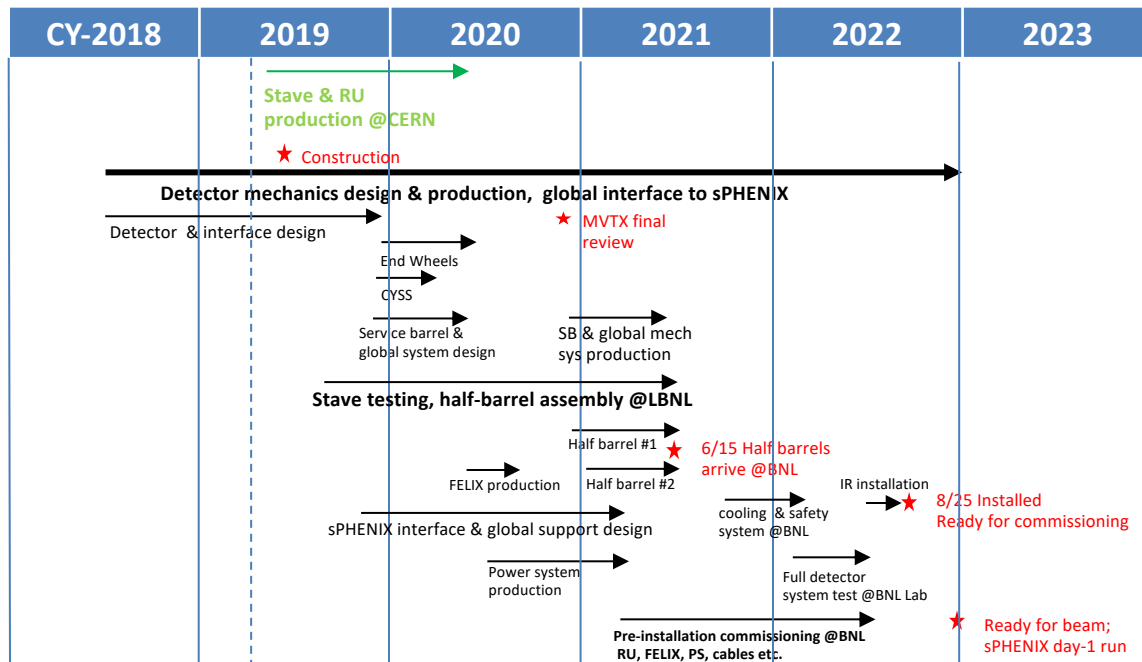 CY-2018 2019 2020 2021 2022 2023
Stave & RU
production @CERN
Construction
Detector mechanics design & production, global interface to sPHENIX
Detector & interface design
MVTX final
review
End Wheels
CYSS
Service barrel &
global system design
SB & global mech
sys production
Stave testing, half-barrel assembly @LBNL
Half barrel #1
6/15 Half barrels
arrive @BNL
FELIX production
Half barrel #2
IR installation
cooling & safety
system @BNL
8/25 Installed
Ready for commissioning
sPHENIX interface & global support design
Power system
production
Full detector
system test @BNL Lab
Pre-installation commissioning @BNL
RU, FELIX, PS, cables etc.
Ready for beam;
sPHENIX day-1 run